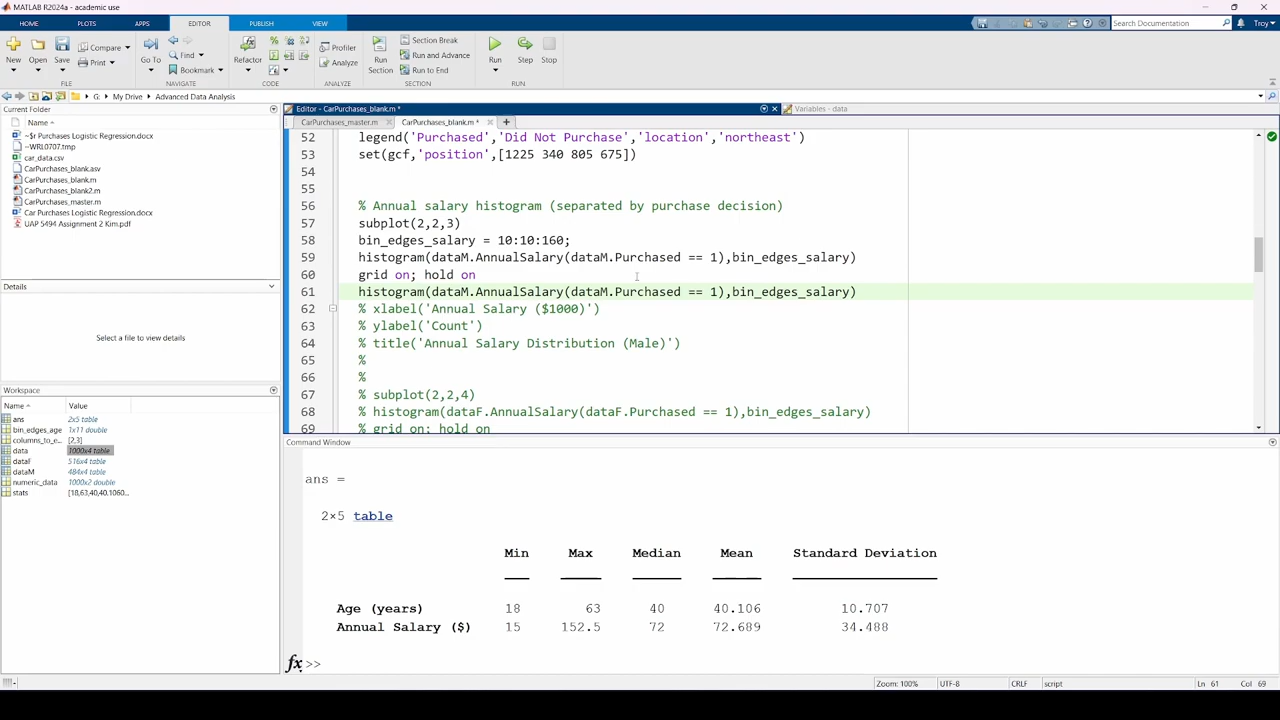 MATLAB R2024a - academic use
HOME PLOTS APPS EDITOR PUBLISH VIEW
Search Documentation
Troy
New Open Save Compare Print
Go To Find Bookmark
Refactor
Profiler Analyze
Run Section
Section Break
Run and Advance
Run to End
Run Step Stop
FILE NAVIGATE CODE ANALYZE SECTION RUN
G: My Drive Advanced Data Analysis
Current Folder
Name
~$r Purchases Logistic Regression.docx
~WRL0707.tmp
car_data.csv
CarPurchases_blank.asv
CarPurchases_blank.m
CarPurchases_blank2.m
CarPurchases_master.m
Car Purchases Logistic Regression.docx
UAP 5494 Assignment 2 Kim.pdf
Details
Select a file to view details
Workspace
Name Value
ans 2x5 table
bin_edges_age 1x11 double
columns_to_e... [2,3]
data 1000x4 table
dataF 516x4 table
dataM 484x4 table
numeric_data 1000x2 double
stats [18,63,40,40.1060...
Editor - CarPurchases_blank.m *
Variables - data
CarPurchases_master.m CarPurchases_blank.m *
52 legend('Purchased','Did Not Purchase','location','northeast')
53 set(gcf,'position',[1225 340 805 675])
54
55
56 % Annual salary histogram (separated by purchase decision)
57 subplot(2,2,3)
58 bin_edges_salary = 10:10:160;
59 histogram(dataM.AnnualSalary(dataM.Purchased == 1),bin_edges_salary)
60 grid on; hold on
61 histogram(dataM.AnnualSalary(dataM.Purchased == 1),bin_edges_salary)
62 % xlabel('Annual Salary ($1000)')
63 % ylabel('Count')
64 % title('Annual Salary Distribution (Male)')
65 %
66 %
67 % subplot(2,2,4)
68 % histogram(dataF.AnnualSalary(dataF.Purchased == 1),bin_edges_salary)
69 % grid on; hold on
Command Window
ans =
2×5 table
Min Max Median Mean Standard Deviation
Age (years) 18 63 40 40.106 10.707
Annual Salary ($) 15 152.5 72 72.689 34.488
fx >>
Zoom: 100% UTF-8 CRLF script Ln 61 Col 69